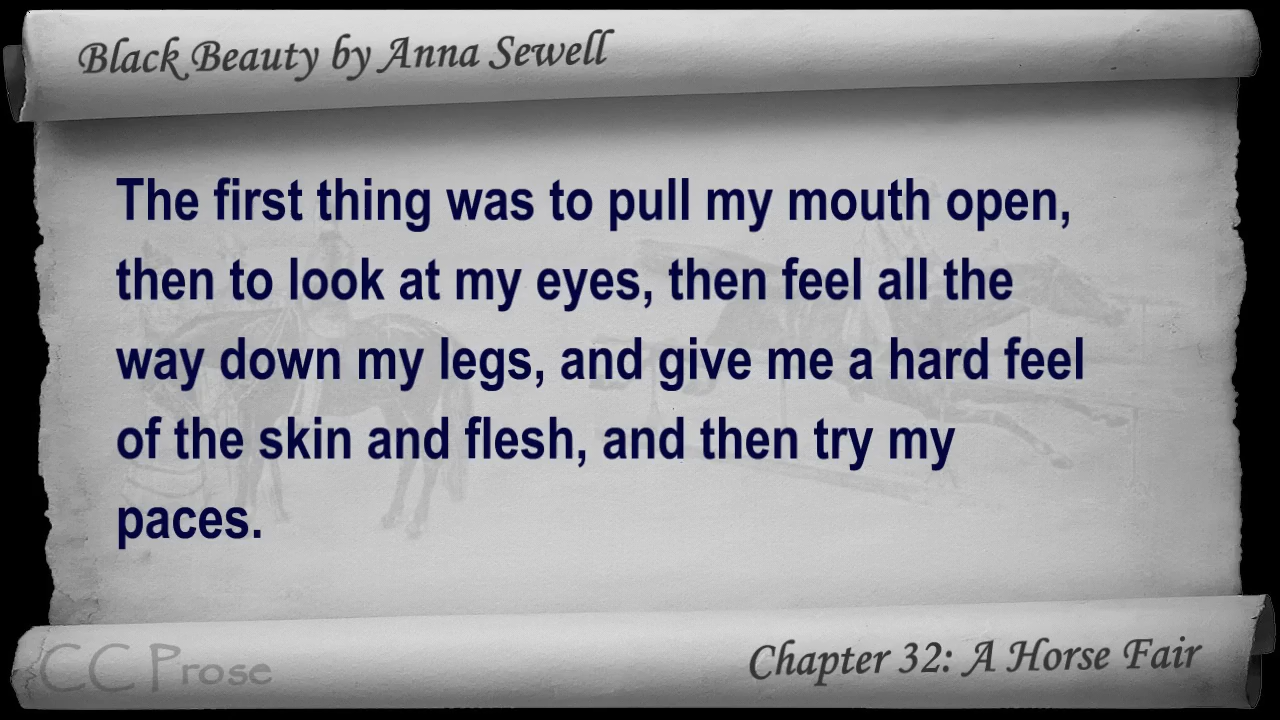 Black Beauty by Anna Sewell
The first thing was to pull my mouth open,
then to look at my eyes, then feel all the
way down my legs, and give me a hard feel
of the skin and flesh, and then try my
paces.
CC Prose
Chapter 32: A Horse Fair